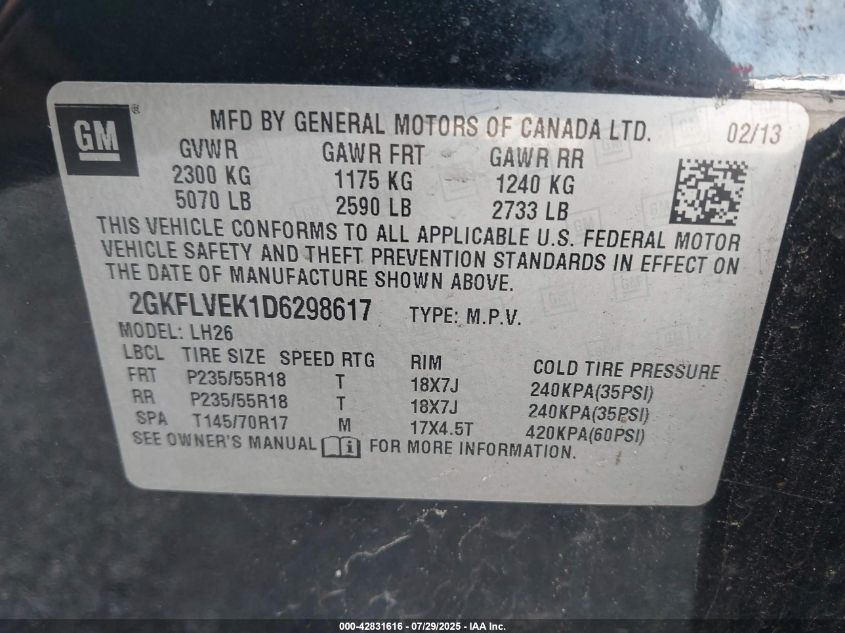 GM
®
MFD BY GENERAL MOTORS OF CANADA LTD. 02/13
GVWR GAWR FRT GAWR RR
2300 KG 1175 KG 1240 KG
5070 LB 2590 LB 2733 LB
THIS VEHICLE CONFORMS TO ALL APPLICABLE U.S. FEDERAL MOTOR
VEHICLE SAFETY AND THEFT PREVENTION STANDARDS IN EFFECT ON
THE DATE OF MANUFACTURE SHOWN ABOVE.
2GKFLVEK1D6298617 TYPE: M.P.V.
MODEL: LH26
LBCL TIRE SIZE SPEED RTG RIM COLD TIRE PRESSURE
FRT P235/55R18 T 18X7J 240KPA(35PSI)
RR P235/55R18 T 18X7J 240KPA(35PSI)
SPA T145/70R17 M 17X4.5T 420KPA(60PSI)
SEE OWNER'S MANUAL i FOR MORE INFORMATION.
000-42831616 - 07/29/2025 - IAA Inc.